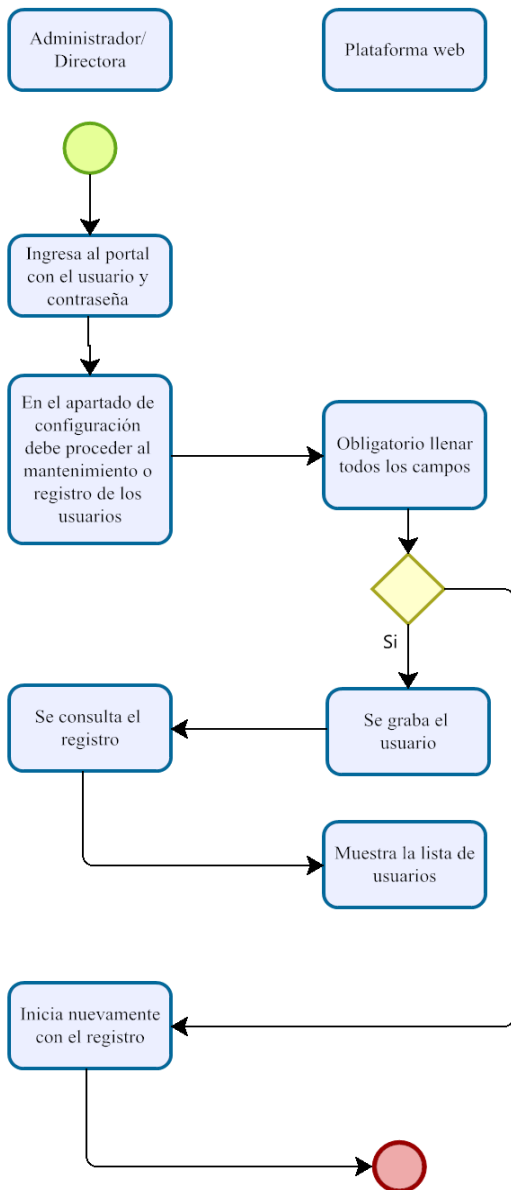 Administrador/
Directora
Plataforma web
Ingresa al portal
con el usuario y
contraseña
En el apartado de
configuración
debe proceder al
mantenimiento o
registro de los
usuarios
Obligatorio llenar
todos los campos
Si
Se graba el
usuario
Se consulta el
registro
Muestra la lista de
usuarios
Inicia nuevamente
con el registro